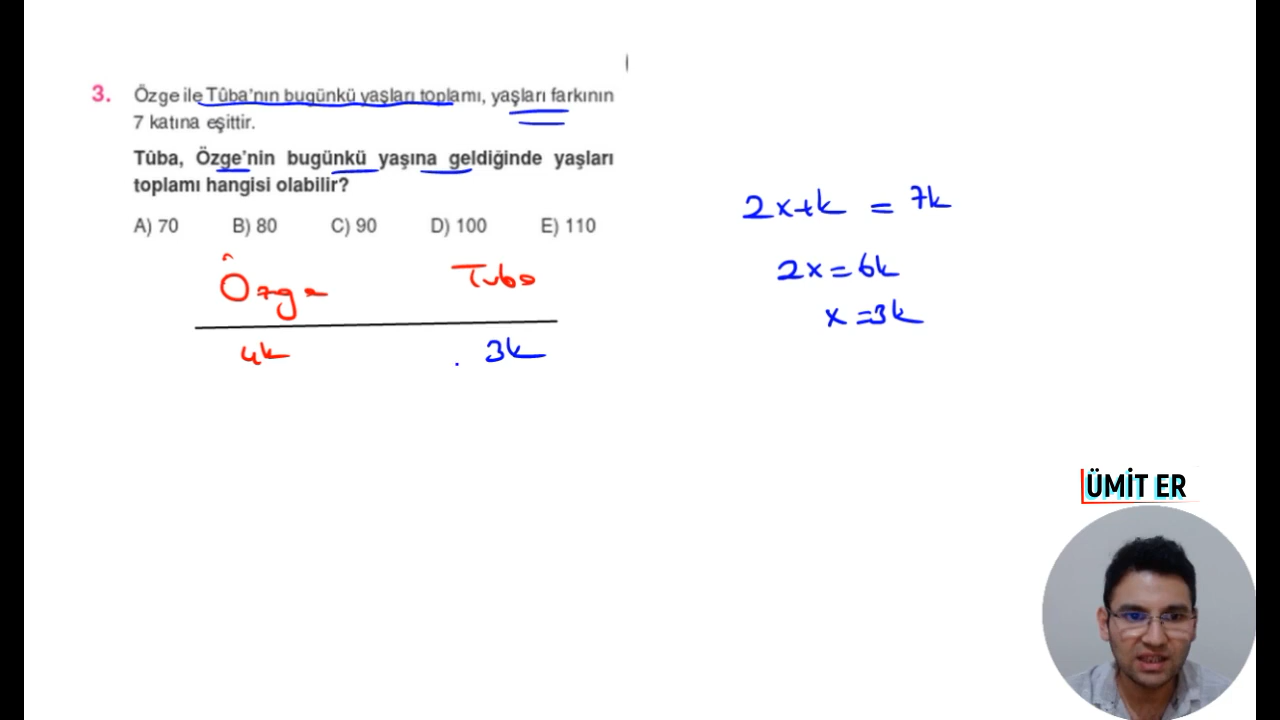 3. Özge ile Tûba'nın bugünkü yaşları toplamı, yaşları farkının
7 katına eşittir.
Tûba, Özge'nin bugünkü yaşına geldiğinde yaşları
toplamı hangisi olabilir?
A) 70 B) 80 C) 90 D) 100 E) 110
Özge Tuba
4k 3k
2x+k = 7k
2x=6k
x=3k
ÜMİT ER